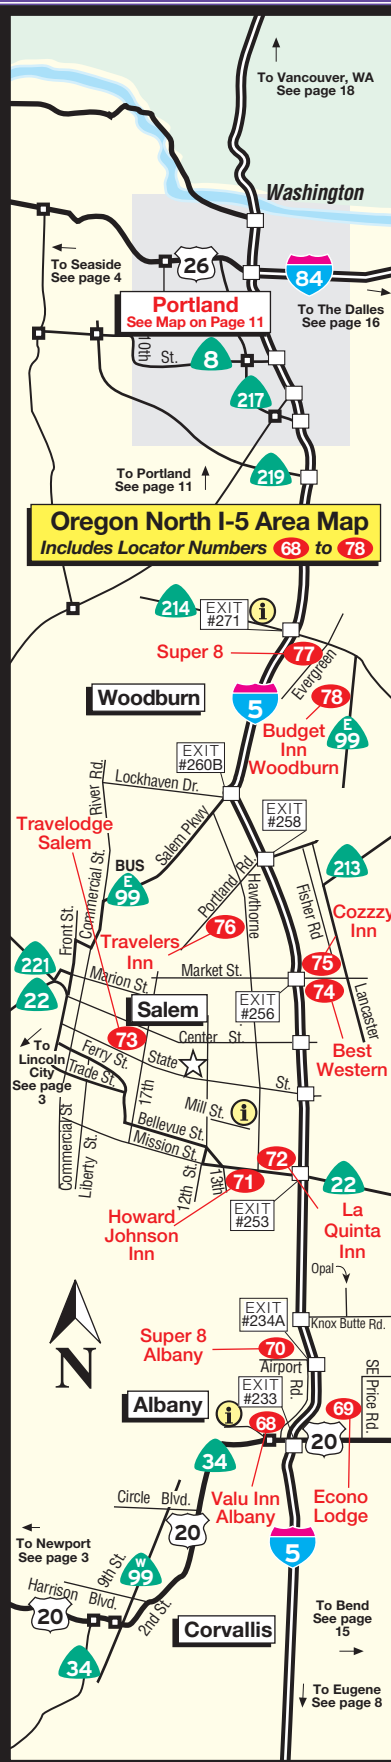 To Vancouver, WA
See page 18
Washington
To Seaside
See page 4
26
84
To The Dalles
See page 16
Portland
See Map on Page 11
10th
St.
8
217
219
To Portland
See page 11
Oregon North I-5 Area Map
Includes Locator Numbers 68 to 78
214
EXIT
#271
i
Super 8
77
Evergreen
78
Woodburn
5
Budget
Inn
Woodburn
E
99
EXIT
#260B
Lockhaven Dr.
River Rd.
Travelodge
Salem
Commercial St.
Salem Pkwy
BUS
E
99
EXIT
#258
Portland Rd.
Hawthorne
Fisher Rd
213
Front St.
76
Travelers
Inn
Cozzzy
Inn
75
221
22
Marion St.
Market St.
74
Lancaster
Salem
EXIT
#256
Best
Western
73
Center St.
To
Lincoln
City
See page
3
Ferry St.
State
St.
Trade St.
17th
Mill St.
i
Commercial St
Liberty St.
Bellevue St.
Mission St.
12th St.
13th
72
71
22
Howard
Johnson
Inn
EXIT
#253
La
Quinta
Inn
Opal
N
EXIT
#234A
Knox Butte Rd.
Super 8
Albany
70
Airport
Rd.
EXIT
#233
SE Price Rd.
Albany
i
68
69
20
34
Valu Inn
Albany
Econo
Lodge
Circle Blvd.
20
To Newport
See page 3
9th St.
W
99
5
Harrison Blvd.
2nd St.
20
Corvallis
To Bend
See page
15
34
To Eugene
See page 8